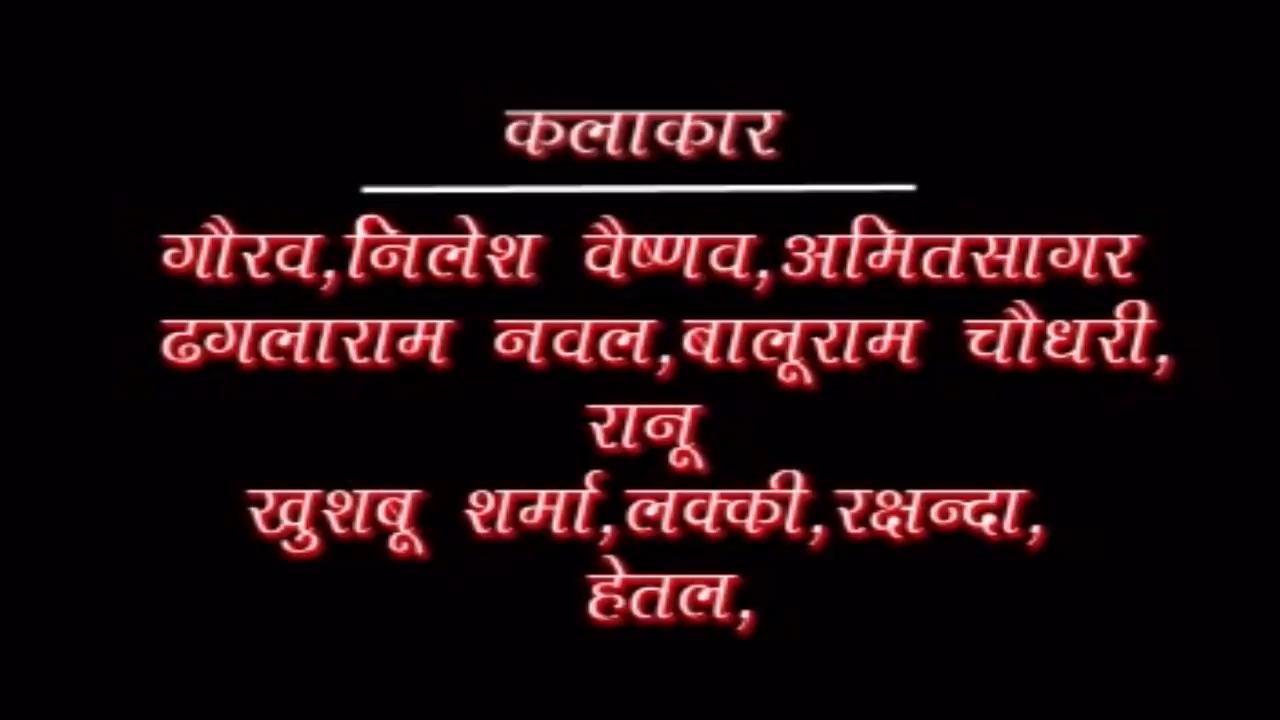 कलाकार
गौरव,निलेश वैष्णव,अमितसागर
ढगलाराम नवल,बालूराम चौधरी,
रानू
खुशबू शर्मा,लक्की,रक्षन्दा,
हेतल,